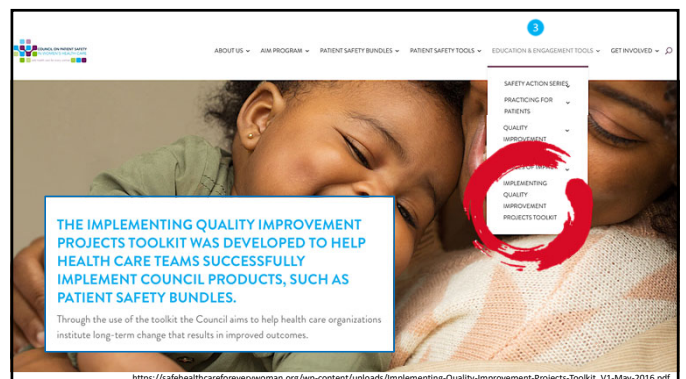 3
COUNCIL ON PATIENT SAFETY
IN WOMEN'S HEALTH CARE
ABOUT US AIM PROGRAM PATIENT SAFETY BUNDLES PATIENT SAFETY TOOLS EDUCATION & ENGAGEMENT TOOLS GET INVOLVED
SAFETY ACTION SERIES
PRACTICING FOR
PATIENTS
QUALITY
IMPROVEMENT
IMPLEMENTING
QUALITY
IMPROVEMENT
PROJECTS TOOLKIT
THE IMPLEMENTING QUALITY IMPROVEMENT
PROJECTS TOOLKIT WAS DEVELOPED TO HELP
HEALTH CARE TEAMS SUCCESSFULLY
IMPLEMENT COUNCIL PRODUCTS, SUCH AS
PATIENT SAFETY BUNDLES.
Through the use of the toolkit the Council aims to help health care organizations
institute long-term change that results in improved outcomes.
https://safehealthcareforeverywoman.org/wp-content/uploads/Implementing-Quality-Improvement-Projects-Toolkit_V1-May-2016.pdf